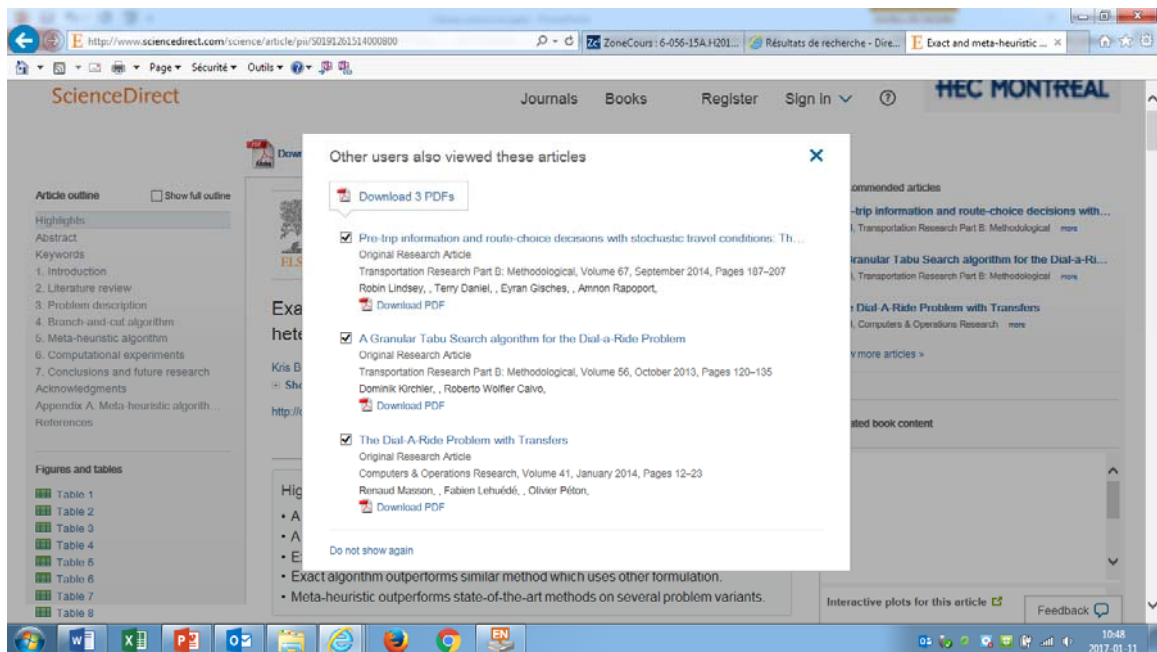 http://www.sciencedirect.com/science/article/pii/S0191261514000800
ZoneCours : 6-056-15A.H201...
Résultats de recherche - Dire...
Exact and meta-heuristic ...
Page
Sécurité
Outils
ScienceDirect
Journals
Books
Register
Sign in
HEC MONTREAL
PDF
Adobe
Down
Article outline
Show full outline
Highlights
Abstract
Keywords
1. Introduction
2. Literature review
3. Problem description
4. Branch-and-cut algorithm
5. Meta-heuristic algorithm
6. Computational experiments
7. Conclusions and future research
Acknowledgments
Appendix A. Meta-heuristic algorith...
References
Figures and tables
Table 1
Table 2
Table 3
Table 4
Table 5
Table 6
Table 7
Table 8
ELS
Exa
hete
Kris B
Sho
http://d
Hig
• A
• A
• E
• Exact algorithm outperforms similar method which uses other formulation.
• Meta-heuristic outperforms state-of-the-art methods on several problem variants.
Other users also viewed these articles
Download 3 PDFs
Pre-trip information and route-choice decisions with stochastic travel conditions: Th...
Original Research Article
Transportation Research Part B: Methodological, Volume 67, September 2014, Pages 187–207
Robin Lindsey, , Terry Daniel, , Eyran Gisches, , Amnon Rapoport,
Download PDF
A Granular Tabu Search algorithm for the Dial-a-Ride Problem
Original Research Article
Transportation Research Part B: Methodological, Volume 56, October 2013, Pages 120–135
Dominik Kirchler, , Roberto Wolfler Calvo,
Download PDF
The Dial-A-Ride Problem with Transfers
Original Research Article
Computers & Operations Research, Volume 41, January 2014, Pages 12–23
Renaud Masson, , Fabien Lehuédé, , Olivier Péton,
Download PDF
Do not show again
ommended articles
-trip information and route-choice decisions with...
, Transportation Research Part B: Methodological more
ranular Tabu Search algorithm for the Dial-a-Ri...
, Transportation Research Part B: Methodological more
Dial-A-Ride Problem with Transfers
, Computers & Operations Research more
v more articles »
ated book content
Interactive plots for this article
Feedback
EN
10:48
2017-01-11